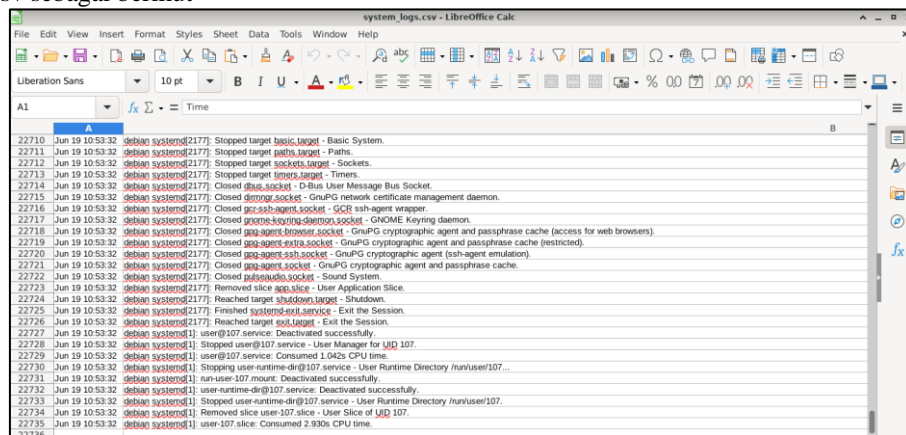 sv sebagai berikut
system_logs.csv - LibreOffice Calc
File Edit View Insert Format Styles Sheet Data Tools Window Help
Liberation Sans 10 pt B I U A % 0.0 .00 .00
A1 fx Σ = Time
A B
22710 Jun 19 10:53:32 debian systemd[2177]: Stopped target basic.target - Basic System.
22711 Jun 19 10:53:32 debian systemd[2177]: Stopped target paths.target - Paths.
22712 Jun 19 10:53:32 debian systemd[2177]: Stopped target sockets.target - Sockets.
22713 Jun 19 10:53:32 debian systemd[2177]: Stopped target timers.target - Timers.
22714 Jun 19 10:53:32 debian systemd[2177]: Closed dbus.socket - D-Bus User Message Bus Socket.
22715 Jun 19 10:53:32 debian systemd[2177]: Closed dirmngr.socket - GnuPG network certificate management daemon.
22716 Jun 19 10:53:32 debian systemd[2177]: Closed gcr-ssh-agent.socket - GCR ssh-agent wrapper.
22717 Jun 19 10:53:32 debian systemd[2177]: Closed gnome-keyring-daemon.socket - GNOME Keyring daemon.
22718 Jun 19 10:53:32 debian systemd[2177]: Closed gpg-agent-browser.socket - GnuPG cryptographic agent and passphrase cache (access for web browsers).
22719 Jun 19 10:53:32 debian systemd[2177]: Closed gpg-agent-extra.socket - GnuPG cryptographic agent and passphrase cache (restricted).
22720 Jun 19 10:53:32 debian systemd[2177]: Closed gpg-agent-ssh.socket - GnuPG cryptographic agent (ssh-agent emulation).
22721 Jun 19 10:53:32 debian systemd[2177]: Closed gpg-agent.socket - GnuPG cryptographic agent and passphrase cache.
22722 Jun 19 10:53:32 debian systemd[2177]: Closed pulseaudio.socket - Sound System.
22723 Jun 19 10:53:32 debian systemd[2177]: Removed slice app.slice - User Application Slice.
22724 Jun 19 10:53:32 debian systemd[2177]: Reached target shutdown.target - Shutdown.
22725 Jun 19 10:53:32 debian systemd[2177]: Finished systemd-exit.service - Exit the Session.
22726 Jun 19 10:53:32 debian systemd[2177]: Reached target exit.target - Exit the Session.
22727 Jun 19 10:53:32 debian systemd[1]: user@107.service: Deactivated successfully.
22728 Jun 19 10:53:32 debian systemd[1]: Stopped user@107.service - User Manager for UID 107.
22729 Jun 19 10:53:32 debian systemd[1]: user@107.service: Consumed 1.042s CPU time.
22730 Jun 19 10:53:32 debian systemd[1]: Stopping user-runtime-dir@107.service - User Runtime Directory /run/user/107...
22731 Jun 19 10:53:32 debian systemd[1]: run-user-107.mount: Deactivated successfully.
22732 Jun 19 10:53:32 debian systemd[1]: user-runtime-dir@107.service: Deactivated successfully.
22733 Jun 19 10:53:32 debian systemd[1]: Stopped user-runtime-dir@107.service - User Runtime Directory /run/user/107.
22734 Jun 19 10:53:32 debian systemd[1]: Removed slice user-107.slice - User Slice of UID 107.
22735 Jun 19 10:53:32 debian systemd[1]: user-107.slice: Consumed 2.930s CPU time.
22736